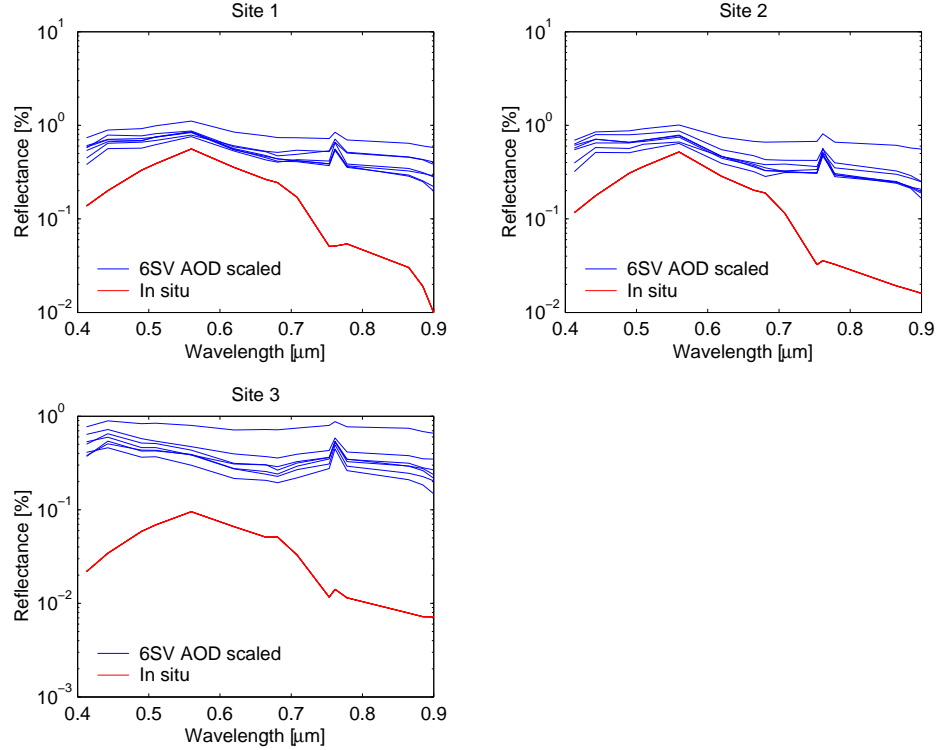 Site 1
10^1
10^0
10^-1
10^-2
Reflectance [%]
6SV AOD scaled
In situ
0.4 0.5 0.6 0.7 0.8 0.9
Wavelength [μm]
Site 2
10^1
10^0
10^-1
10^-2
Reflectance [%]
6SV AOD scaled
In situ
0.4 0.5 0.6 0.7 0.8 0.9
Wavelength [μm]
Site 3
10^0
10^-1
10^-2
10^-3
Reflectance [%]
6SV AOD scaled
In situ
0.4 0.5 0.6 0.7 0.8 0.9
Wavelength [μm]